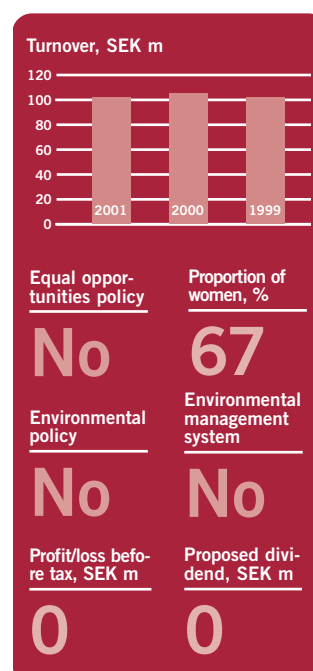 Turnover, SEK m
120
100
80
60
40
20
0
2001
2000
1999
Equal oppor-
tunities policy
No
Proportion of
women, %
67
Environmental
policy
No
Environmental
management
system
No
Profit/loss befo-
re tax, SEK m
0
Proposed divi-
dend, SEK m
0